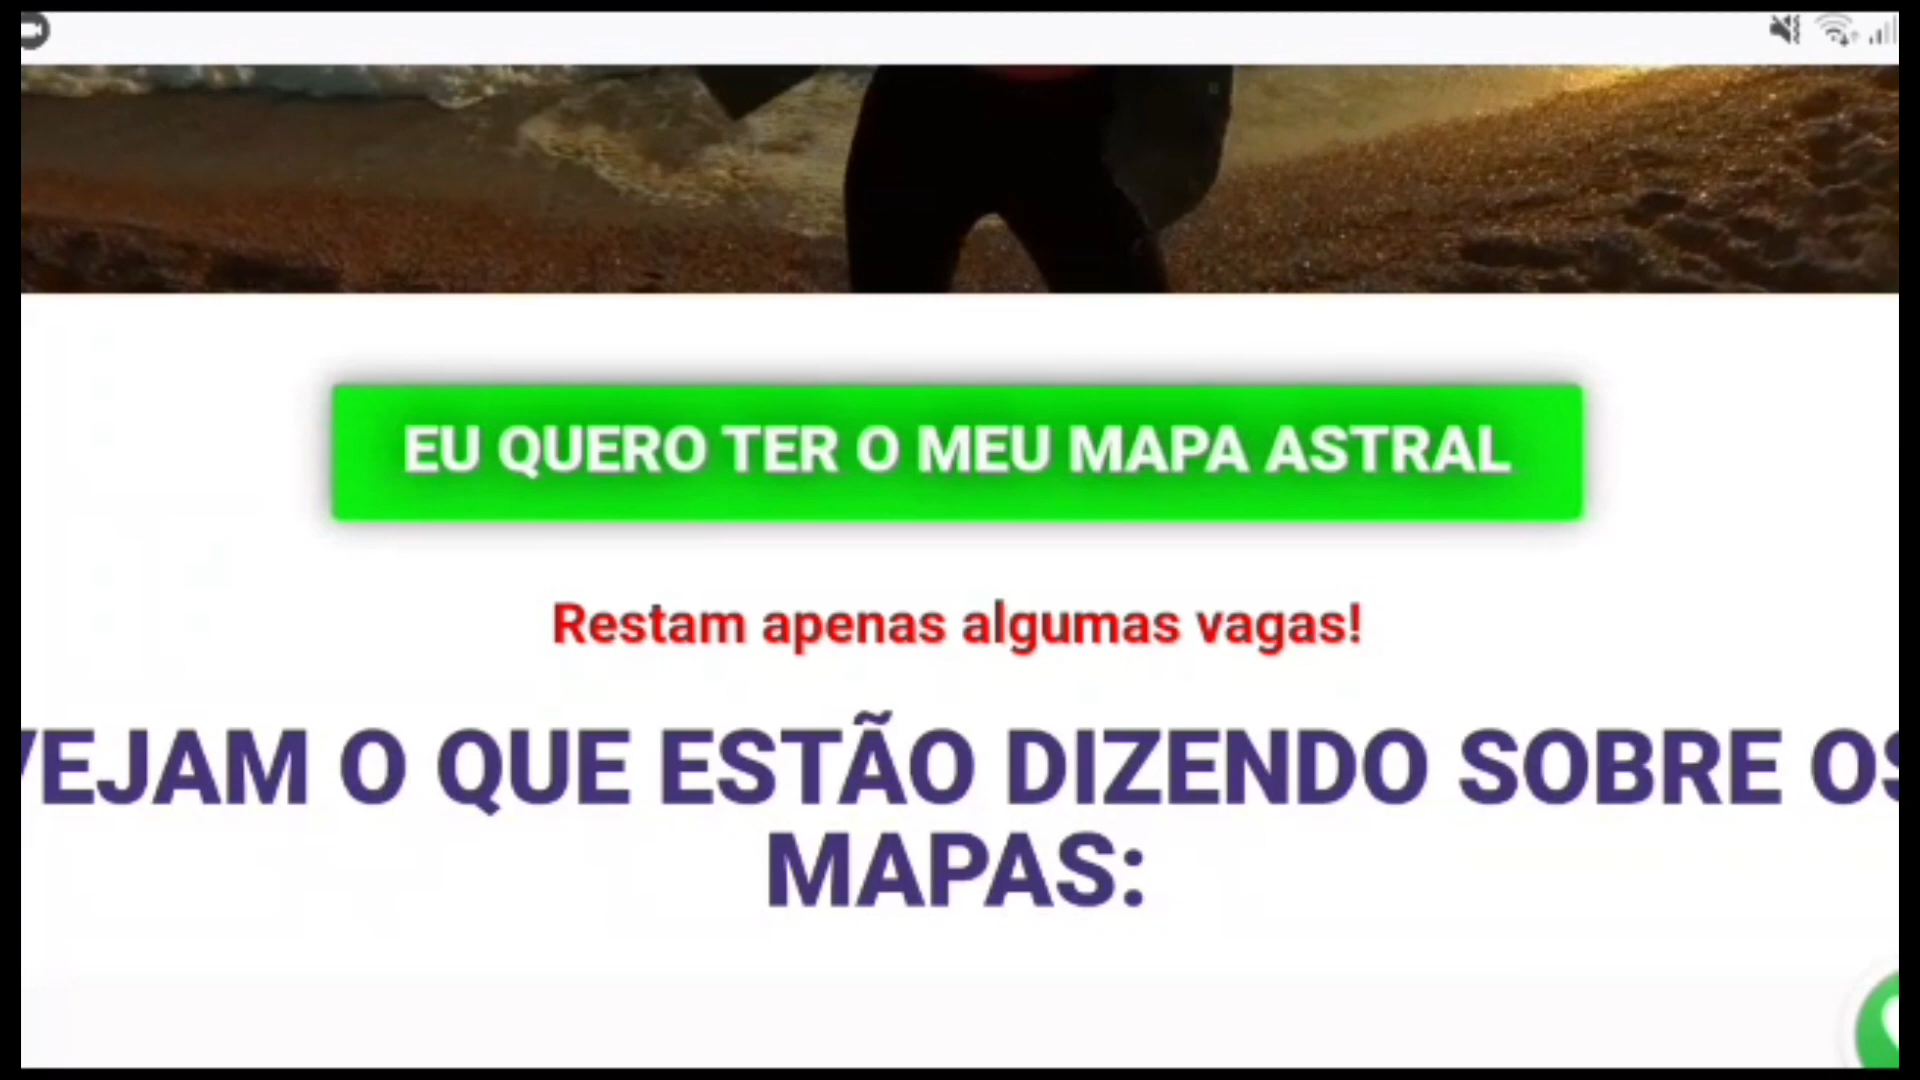 EU QUERO TER O MEU MAPA ASTRAL
Restam apenas algumas vagas!
VEJAM O QUE ESTÃO DIZENDO SOBRE OS
MAPAS: